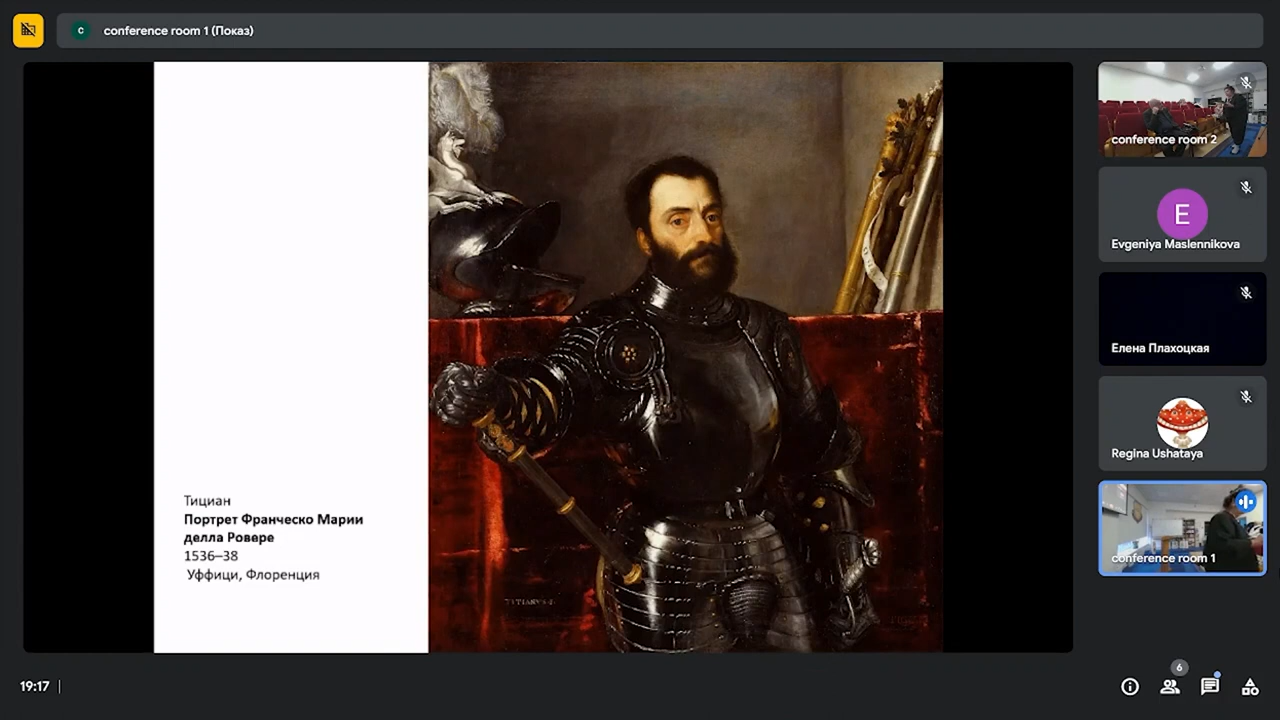 conference room 1 (Показ)
Тициан
Портрет Франческо Марии
делла Ровере
1536–38
Уффици, Флоренция
conference room 2
E
Evgeniya Maslennikova
Елена Плахоцкая
Regina Ushataya
conference room 1
19:17
6